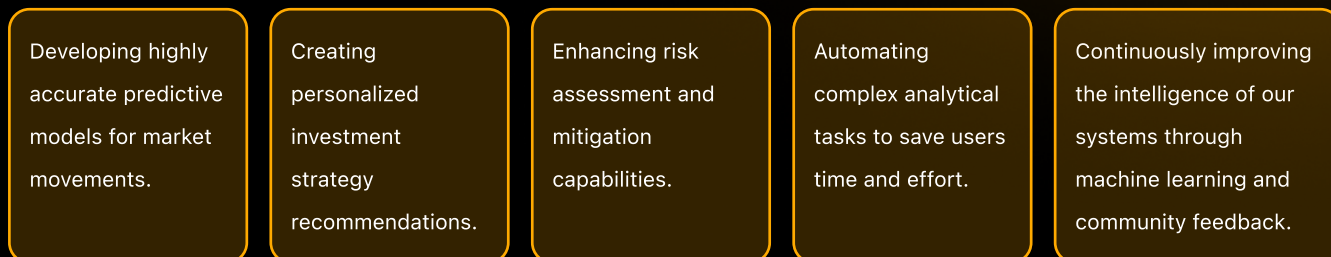 Developing highly
accurate predictive
models for market
movements.
Creating
personalized
investment
strategy
recommendations.
Enhancing risk
assessment and
mitigation
capabilities.
Automating
complex analytical
tasks to save users
time and effort.
Continuously improving
the intelligence of our
systems through
machine learning and
community feedback.